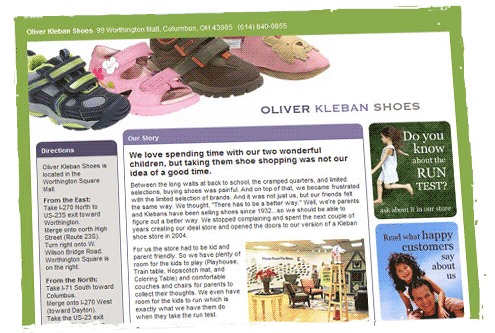 Oliver Kleban Shoes 99 Worthington Mall, Columbus, OH 43085 (614) 840-0855
OLIVER KLEBAN SHOES
Directions
Oliver Kleban Shoes is
located in the
Worthington Square
Mall.
From the East:
Take I-270 North to
US-23S exit toward
Worthington.
Merge onto north High
Street (Route 23S).
Turn right onto W.
Wilson Bridge Road.
Worthington Square is
on the right.
From the North:
Take I-71 South toward
Columbus.
Merge onto I-270 West
(toward Dayton).
Take the US-23 exit
Our Story
We love spending time with our two wonderful
children, but taking them shoe shopping was not our
idea of a good time.
Between the long waits at back to school, the cramped quarters, and limited
selections, buying shoes was painful. And on top of that, we became frustrated
with the limited selection of brands. And it was not just us, but our friends felt
the same way. We thought, "There has to be a better way." Well, we're parents
and Klebans have been selling shoes since 1932...so we should be able to
figure out a better way. We stopped complaining and spent the next couple of
years creating our ideal store and opened the doors to our version of a Kleban
shoe store in 2004.
For us the store had to be kid and
parent friendly. So we have plenty of
room for the kids to play (Playhouse,
Train table, Hopscotch mat, and
Coloring Table) and comfortable
couches and chairs for parents to
collect their thoughts. We even have
room for the kids to run which is
exactly what we have them do
when they take the run test.
Do you
know
about the
RUN
TEST?
ask about it in our store
Read what happy
customers
say
about
us